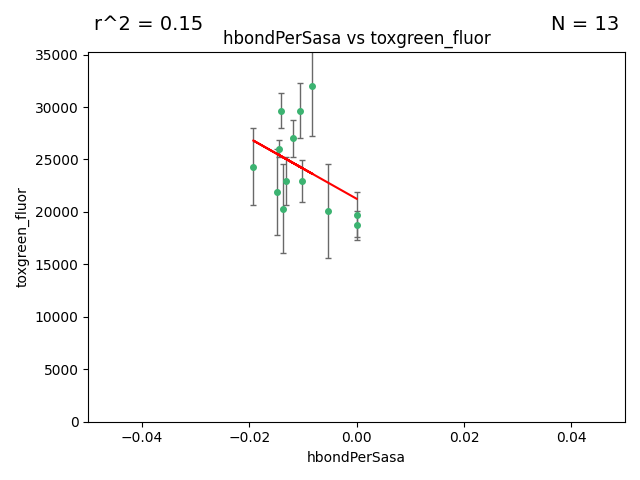 r^2 = 0.15
N = 13
hbondPerSasa vs toxgreen_fluor
35000
30000
25000
20000
15000
10000
5000
0
toxgreen_fluor
−0.04
−0.02
0.00
0.02
0.04
hbondPerSasa